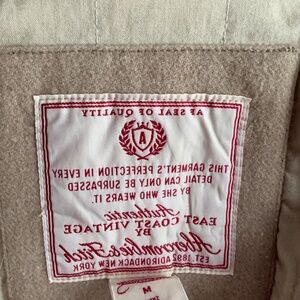 AF SEAL OF QUALITY
A
THIS GARMENT'S PERFECTION IN EVERY
DETAIL CAN ONLY BE SURPASSED
BY SHE WHO WEARS IT.
Authentic
EAST COAST VINTAGE
BY
Abercrombie & Fitch
EST. 1892 ADIRONDACK NEW YORK
M